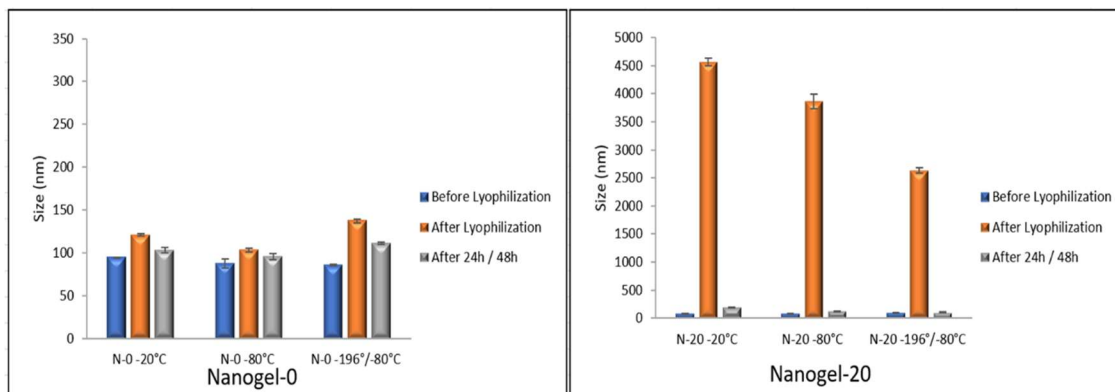 350
300
250
200
150
100
50
0
Size (nm)
Before Lyophilization
After Lyophilization
After 24h / 48h
N-0 -20°C
N-0 -80°C
N-0 -196°/-80°C
Nanogel-0
5000
4500
4000
3500
3000
2500
2000
1500
1000
500
0
Size (nm)
Before Lyophilization
After Lyophilization
After 24h / 48h
N-20 -20°C
N-20 -80°C
N-20 -196°/-80°C
Nanogel-20